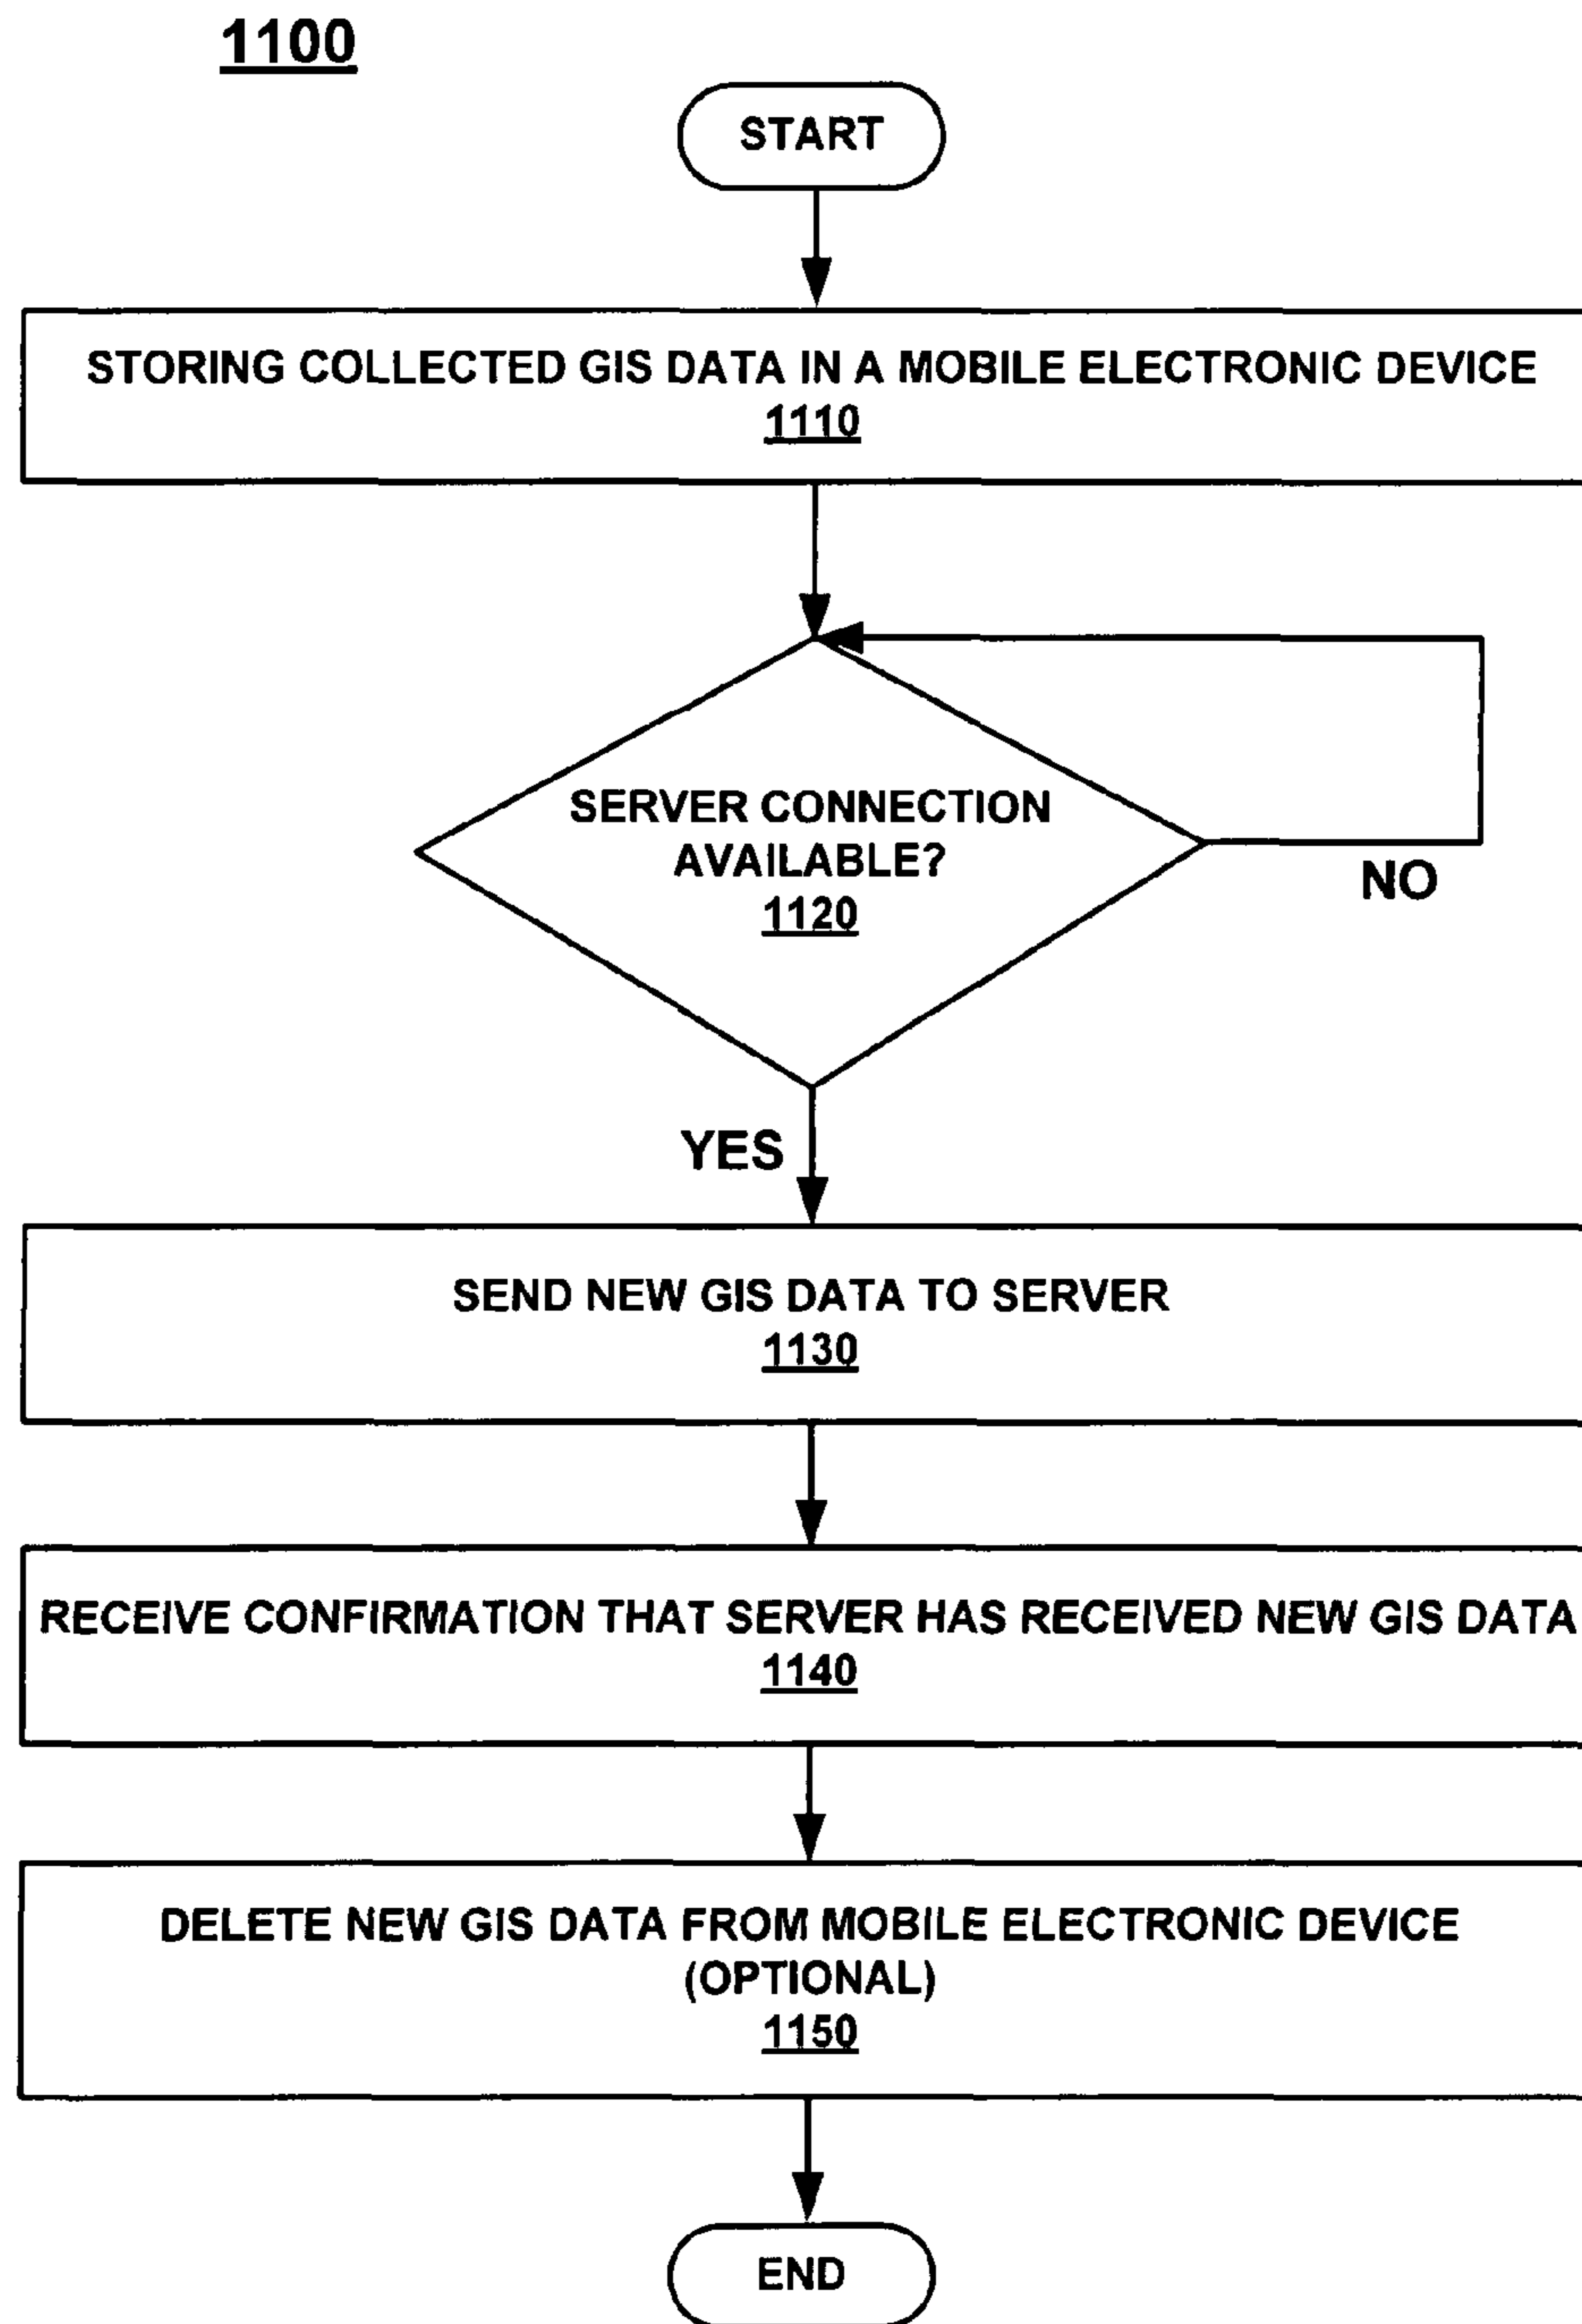 1100
START
STORING COLLECTED GIS DATA IN A MOBILE ELECTRONIC DEVICE
1110
SERVER CONNECTION
AVAILABLE?
1120
NO
YES
SEND NEW GIS DATA TO SERVER
1130
RECEIVE CONFIRMATION THAT SERVER HAS RECEIVED NEW GIS DATA
1140
DELETE NEW GIS DATA FROM MOBILE ELECTRONIC DEVICE
(OPTIONAL)
1150
END